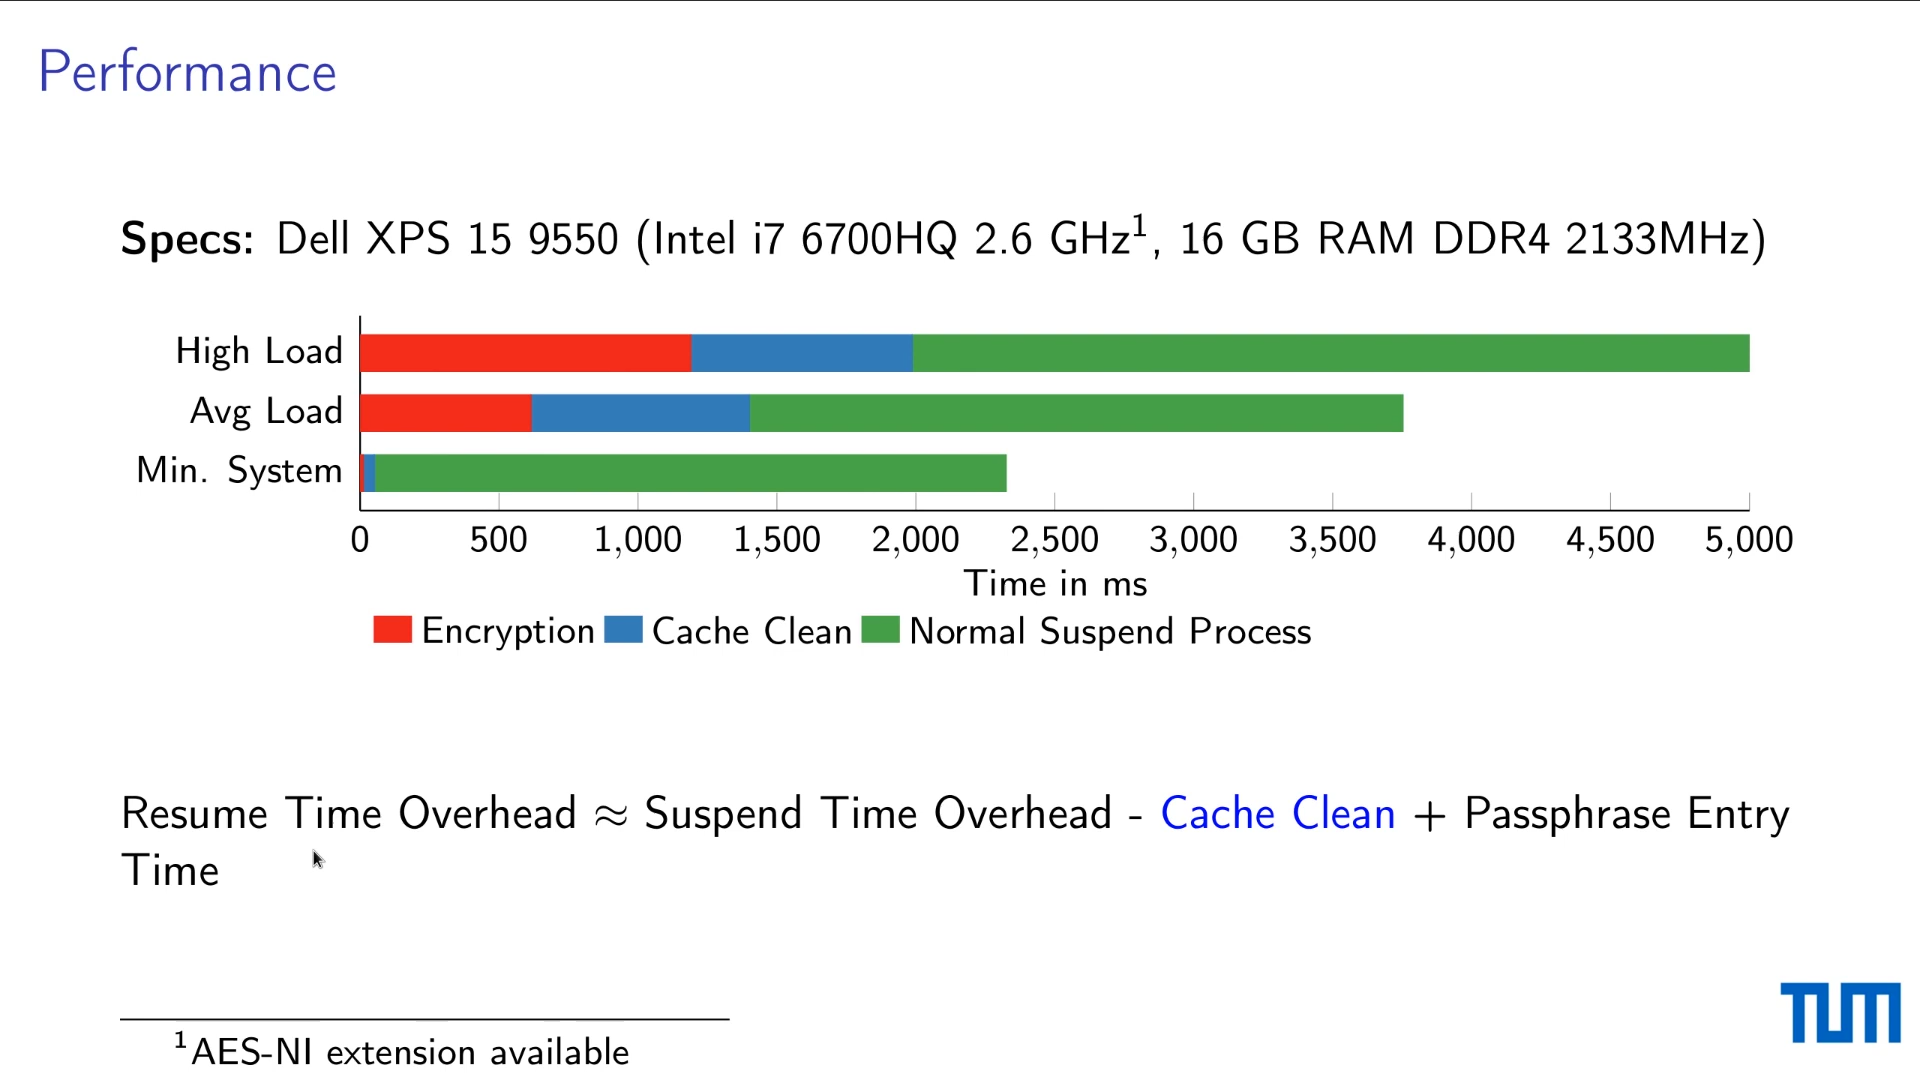 Performance
Specs: Dell XPS 15 9550 (Intel i7 6700HQ 2.6 GHz¹, 16 GB RAM DDR4 2133MHz)
High Load
Avg Load
Min. System
0 500 1,000 1,500 2,000 2,500 3,000 3,500 4,000 4,500 5,000
Time in ms
Encryption Cache Clean Normal Suspend Process
Resume Time Overhead ≈ Suspend Time Overhead - Cache Clean + Passphrase Entry
Time
¹AES-NI extension available
TUM